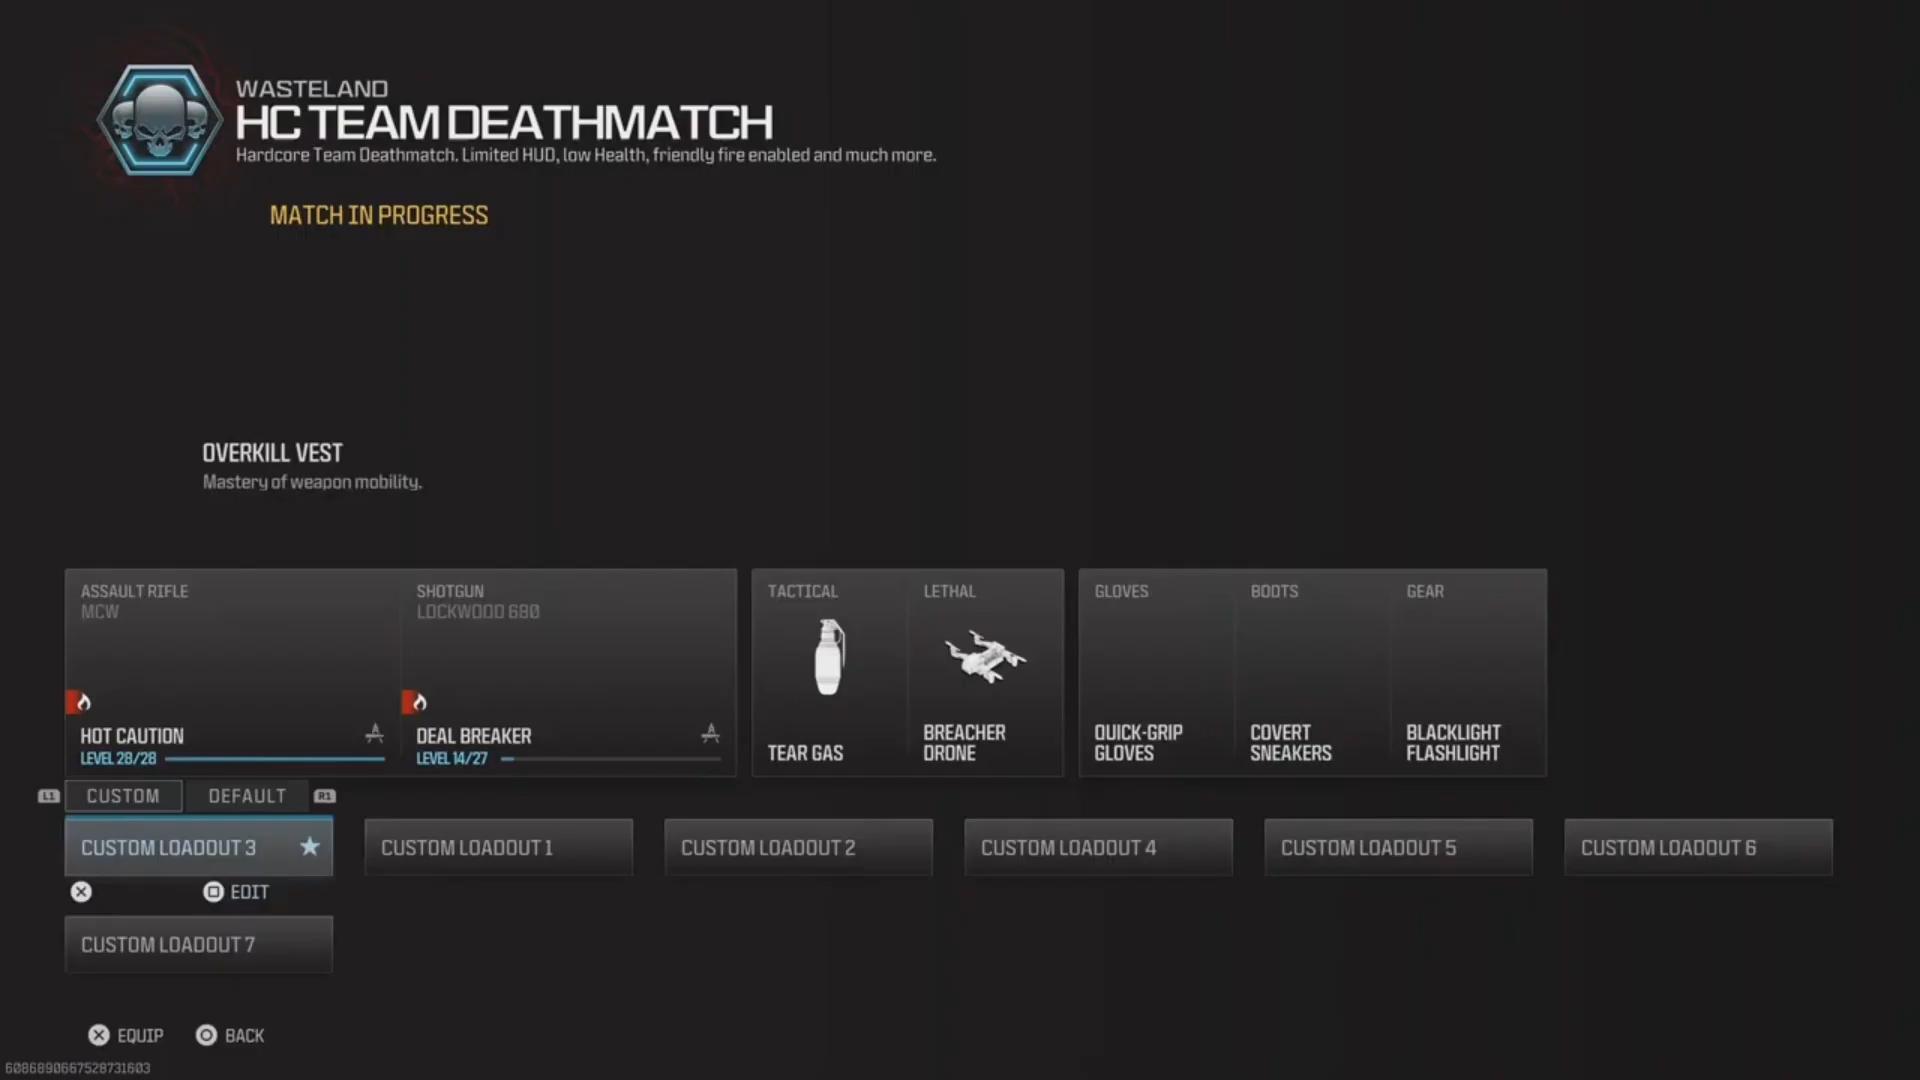 WASTELAND
HC TEAM DEATHMATCH
Hardcore Team Deathmatch. Limited HUD, low Health, friendly fire enabled and much more.
MATCH IN PROGRESS
OVERKILL VEST
Mastery of weapon mobility.
ASSAULT RIFLE
MCW
HOT CAUTION
LEVEL 28/28
SHOTGUN
LOCKWOOD 680
DEAL BREAKER
LEVEL 14/27
TACTICAL
TEAR GAS
LETHAL
BREACHER
DRONE
GLOVES
QUICK-GRIP
GLOVES
BOOTS
COVERT
SNEAKERS
GEAR
BLACKLIGHT
FLASHLIGHT
L1 CUSTOM DEFAULT R1
CUSTOM LOADOUT 3
CUSTOM LOADOUT 1
CUSTOM LOADOUT 2
CUSTOM LOADOUT 4
CUSTOM LOADOUT 5
CUSTOM LOADOUT 6
EDIT
CUSTOM LOADOUT 7
EQUIP BACK
6086890667528731603